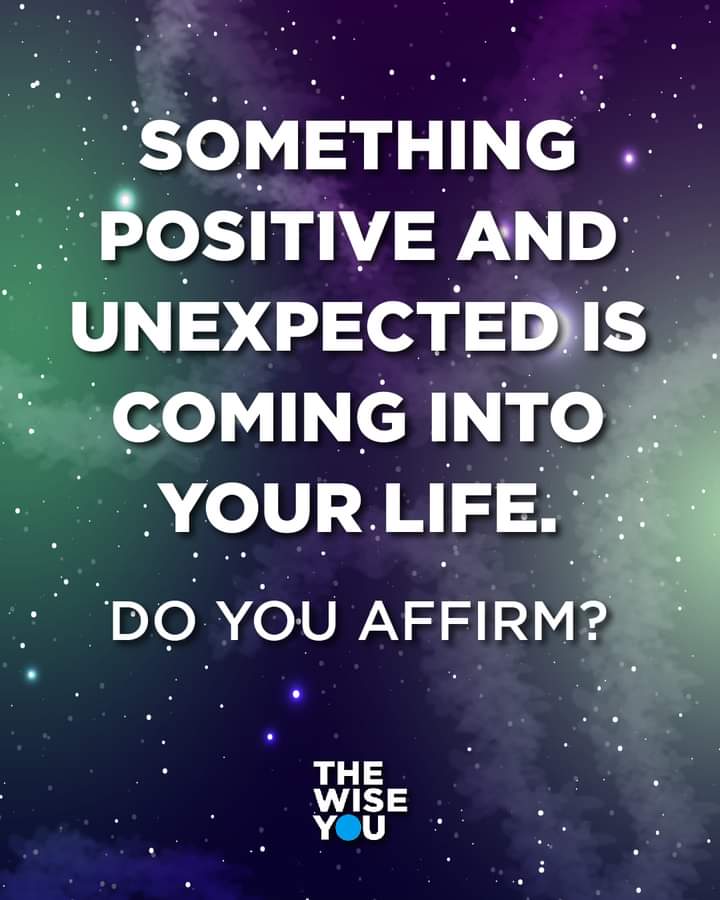 SOMETHING
POSITIVE AND
UNEXPECTED IS
COMING INTO
YOUR LIFE.
DO YOU AFFIRM?
THE
WISE
YOU